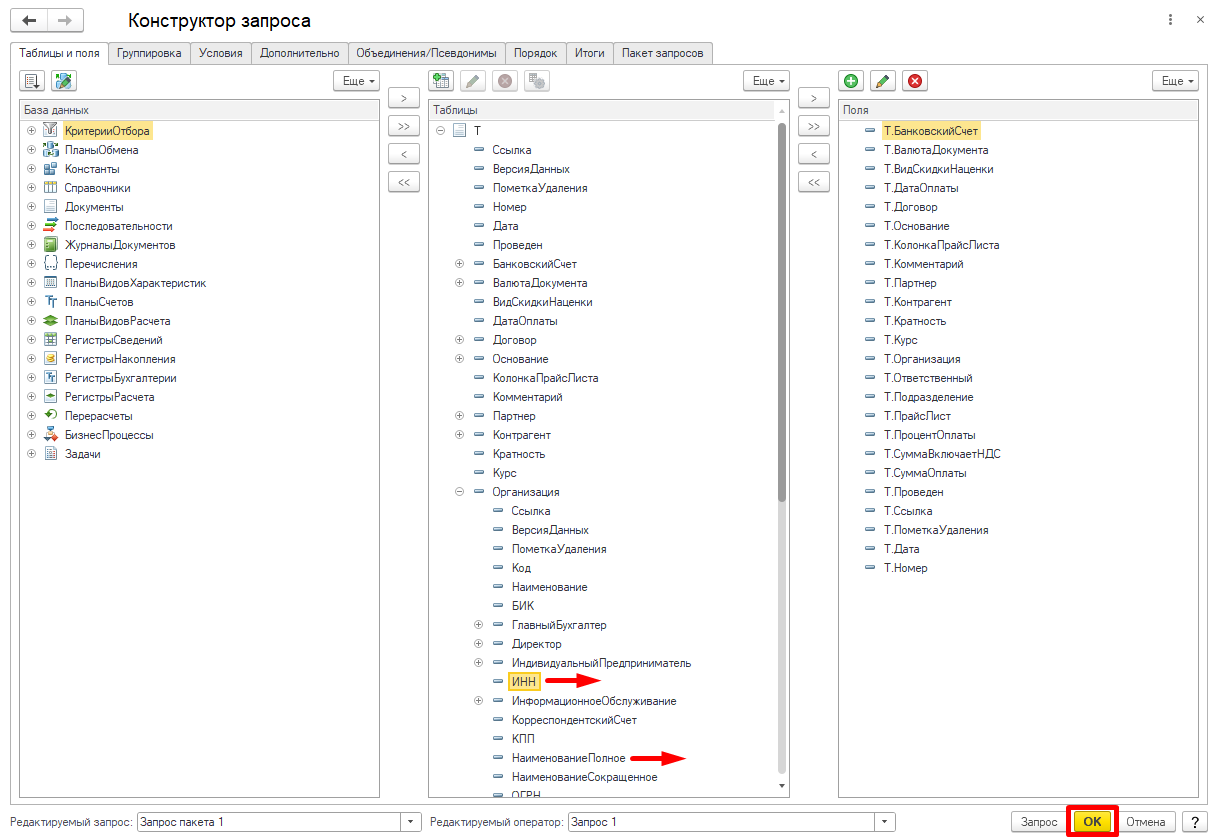 Конструктор запроса
Таблицы и поля
Группировка
Условия
Дополнительно
Объединения/Псевдонимы
Порядок
Итоги
Пакет запросов
Еще
Еще
Еще
База данных
КритерииОтбора
ПланыОбмена
Константы
Справочники
Документы
Последовательности
ЖурналыДокументов
Перечисления
ПланыВидовХарактеристик
ПланыСчетов
ПланыВидовРасчета
РегистрыСведений
РегистрыНакопления
РегистрыБухгалтерии
РегистрыРасчета
Перерасчеты
БизнесПроцессы
Задачи
>
>>
<
<<
Таблицы
Т
Ссылка
ВерсияДанных
ПометкаУдаления
Номер
Дата
Проведен
БанковскийСчет
ВалютаДокумента
ВидСкидкиНаценки
ДатаОплаты
Договор
Основание
КолонкаПрайсЛиста
Комментарий
Партнер
Контрагент
Кратность
Курс
Организация
Ссылка
ВерсияДанных
ПометкаУдаления
Код
Наименование
БИК
ГлавныйБухгалтер
Директор
ИндивидуальныйПредприниматель
ИНН
ИнформационноеОбслуживание
КорреспондентскийСчет
КПП
НаименованиеПолное
НаименованиеСокращенное
ОГРН
>
>>
<
<<
Поля
Т.БанковскийСчет
Т.ВалютаДокумента
Т.ВидСкидкиНаценки
Т.ДатаОплаты
Т.Договор
Т.Основание
Т.КолонкаПрайсЛиста
Т.Комментарий
Т.Партнер
Т.Контрагент
Т.Кратность
Т.Курс
Т.Организация
Т.Ответственный
Т.Подразделение
Т.ПрайсЛист
Т.ПроцентОплаты
Т.СуммаВключаетНДС
Т.СуммаОплаты
Т.Проведен
Т.Ссылка
Т.ПометкаУдаления
Т.Дата
Т.Номер
Редактируемый запрос:
Запрос пакета 1
Редактируемый оператор:
Запрос 1
Запрос
ОК
Отмена
?